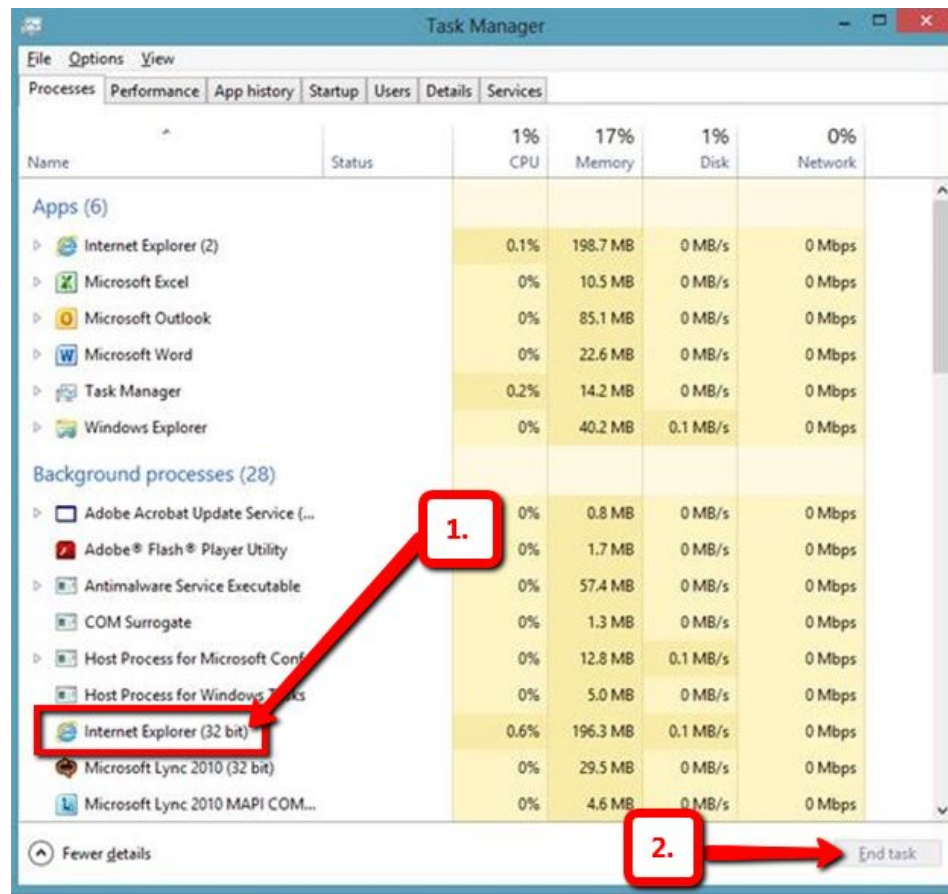 Task Manager
File Options View
Processes Performance App history Startup Users Details Services
1% 17% 1% 0%
Name Status CPU Memory Disk Network
Apps (6)
Internet Explorer (2) 0.1% 198.7 MB 0 MB/s 0 Mbps
Microsoft Excel 0% 10.5 MB 0 MB/s 0 Mbps
Microsoft Outlook 0% 85.1 MB 0 MB/s 0 Mbps
Microsoft Word 0% 22.6 MB 0 MB/s 0 Mbps
Task Manager 0.2% 14.2 MB 0 MB/s 0 Mbps
Windows Explorer 0% 40.2 MB 0.1 MB/s 0 Mbps
Background processes (28)
Adobe Acrobat Update Service (... 0% 0.8 MB 0 MB/s 0 Mbps
1.
Adobe® Flash® Player Utility 0% 1.7 MB 0 MB/s 0 Mbps
Antimalware Service Executable 0% 57.4 MB 0 MB/s 0 Mbps
COM Surrogate 0% 1.3 MB 0 MB/s 0 Mbps
Host Process for Microsoft Conf 0% 12.8 MB 0.1 MB/s 0 Mbps
Host Process for Windows 0% 5.0 MB 0 MB/s 0 Mbps
Internet Explorer (32 bit) 0.6% 196.3 MB 0.1 MB/s 0 Mbps
Microsoft Lync 2010 (32 bit) 0% 29.5 MB 0 MB/s 0 Mbps
Microsoft Lync 2010 MAPI COM... 0% 4.6 MB 0 MB/s 0 Mbps
Fewer details 2. End task